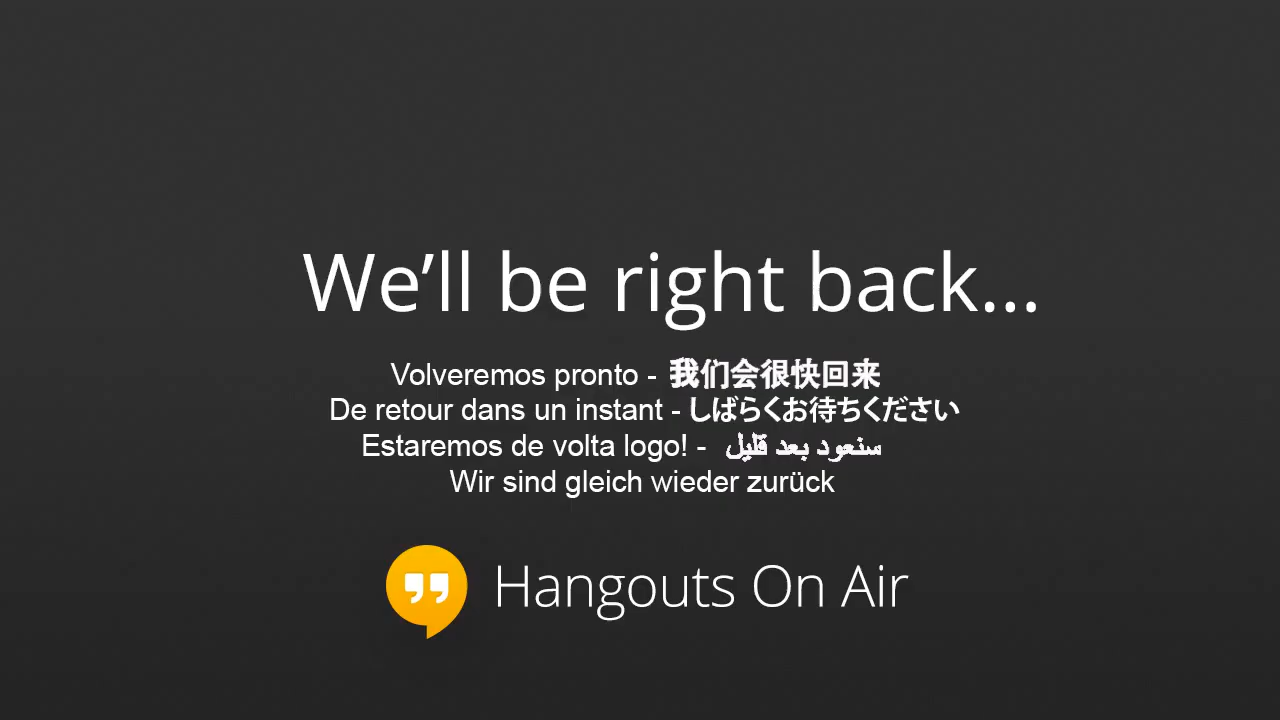 We’ll be right back...
Volveremos pronto - 我们会很快回来
De retour dans un instant - しばらくお待ちください
Estaremos de volta logo! - سنعود بعد قليل
Wir sind gleich wieder zurück
Hangouts On Air